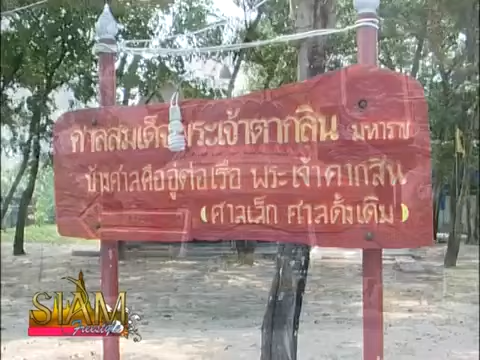 ศาลสมเด็จพระเจ้าตากสิน มหาราช
ข้างศาลคืออู่ต่อเรือ พระเจ้าตากสิน
(ศาลเล็ก ศาลดั้งเดิม)
SIAM
Freestyle